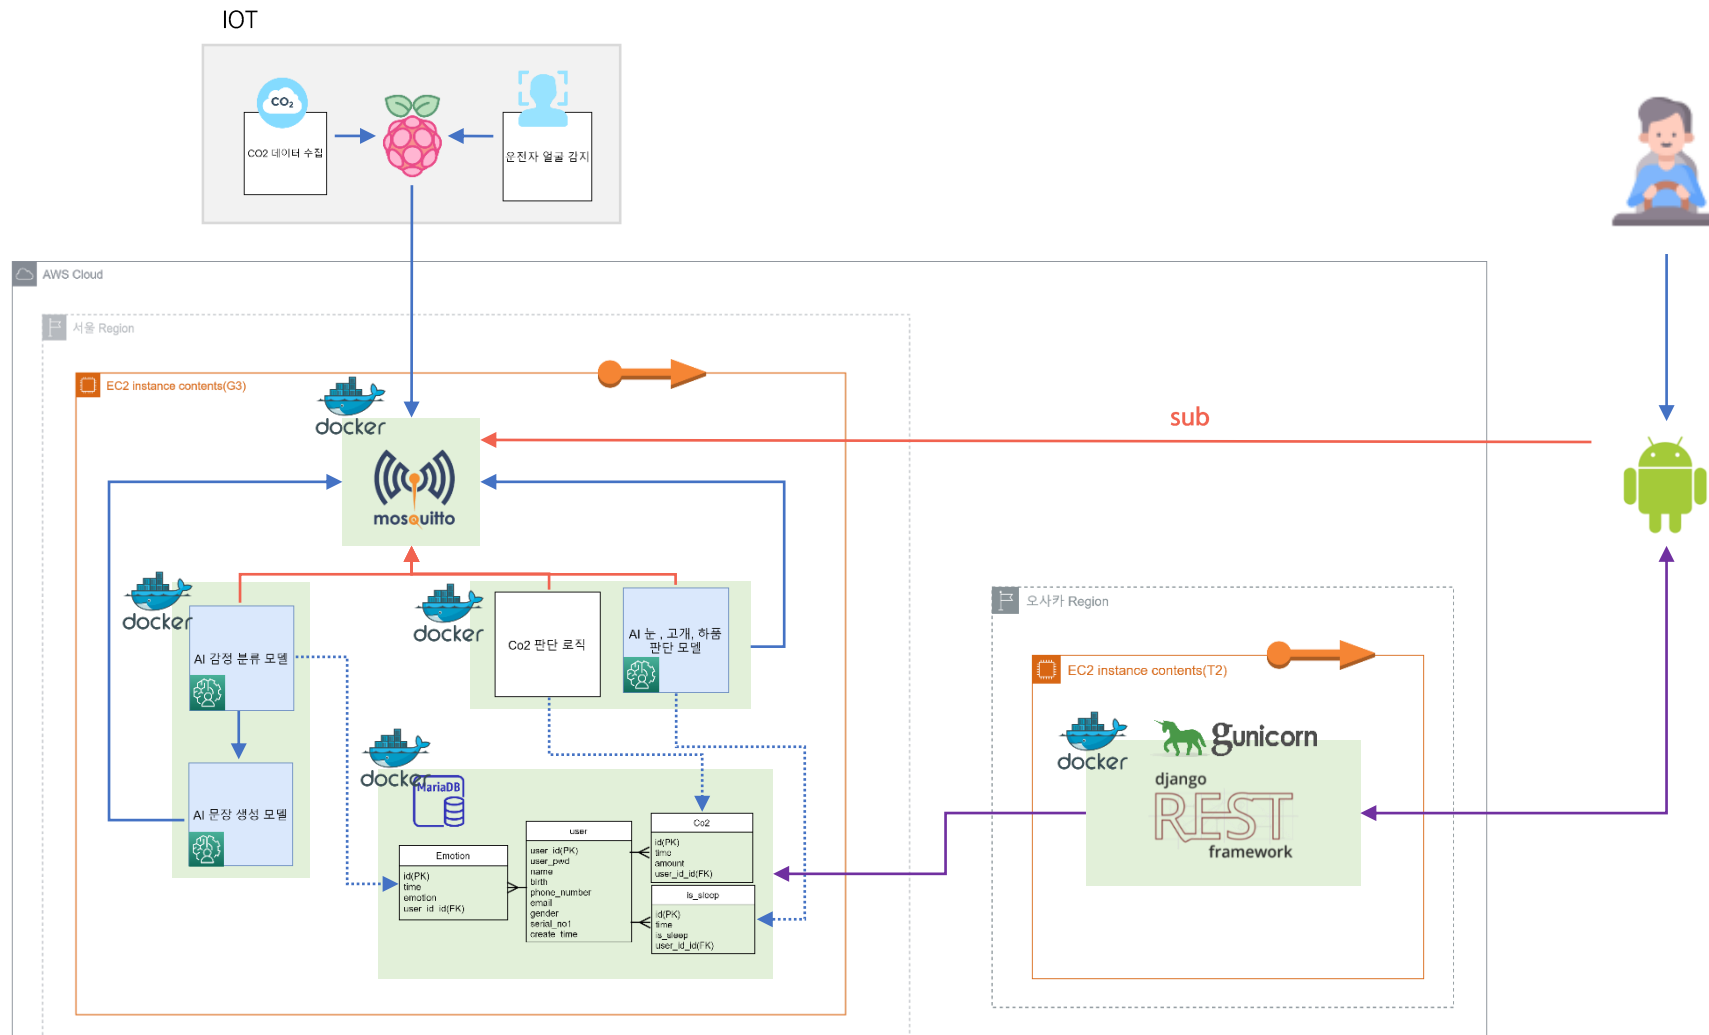 IOT
CO2
CO2 데이터 수집
운전자 얼굴 감지
AWS Cloud
서울 Region
EC2 instance contents(G3)
docker
mosquitto
sub
docker
AI 감정 분류 모델
docker
Co2 판단 로직
AI 눈 , 고개, 하품
판단 모델
AI 문장 생성 모델
docker
MariaDB
Emotion
id(PK)
time
emotion
user_id_id(FK)
user
user_id(PK)
user_pwd
name
birth
phone_number
email
gender
serial_no1
create_time
Co2
id(PK)
time
amount
user_id_id(FK)
is_sleep
id(PK)
time
is_sleep
user_id_id(FK)
오사카 Region
EC2 instance contents(T2)
docker
gunicorn
django
REST
framework